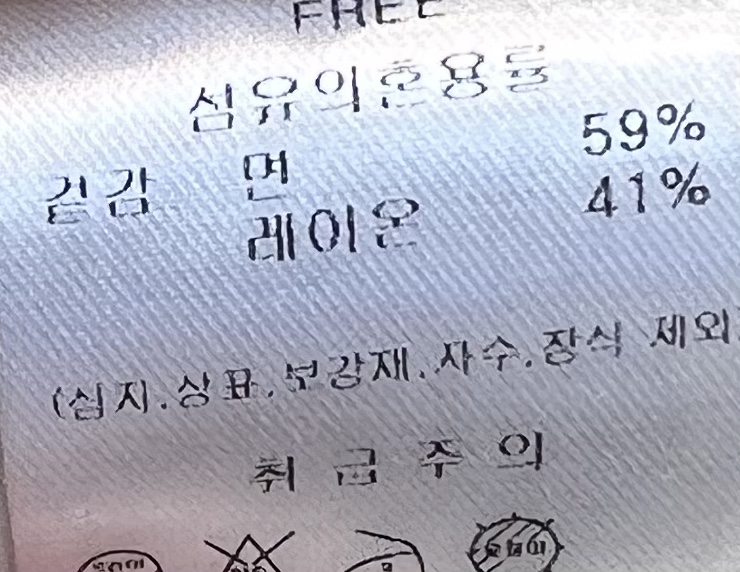 FREE
섬유의혼용률
겉감 면 59%
레이온 41%
(심지.상표.보강재.자수.장식 제외)
취급주의